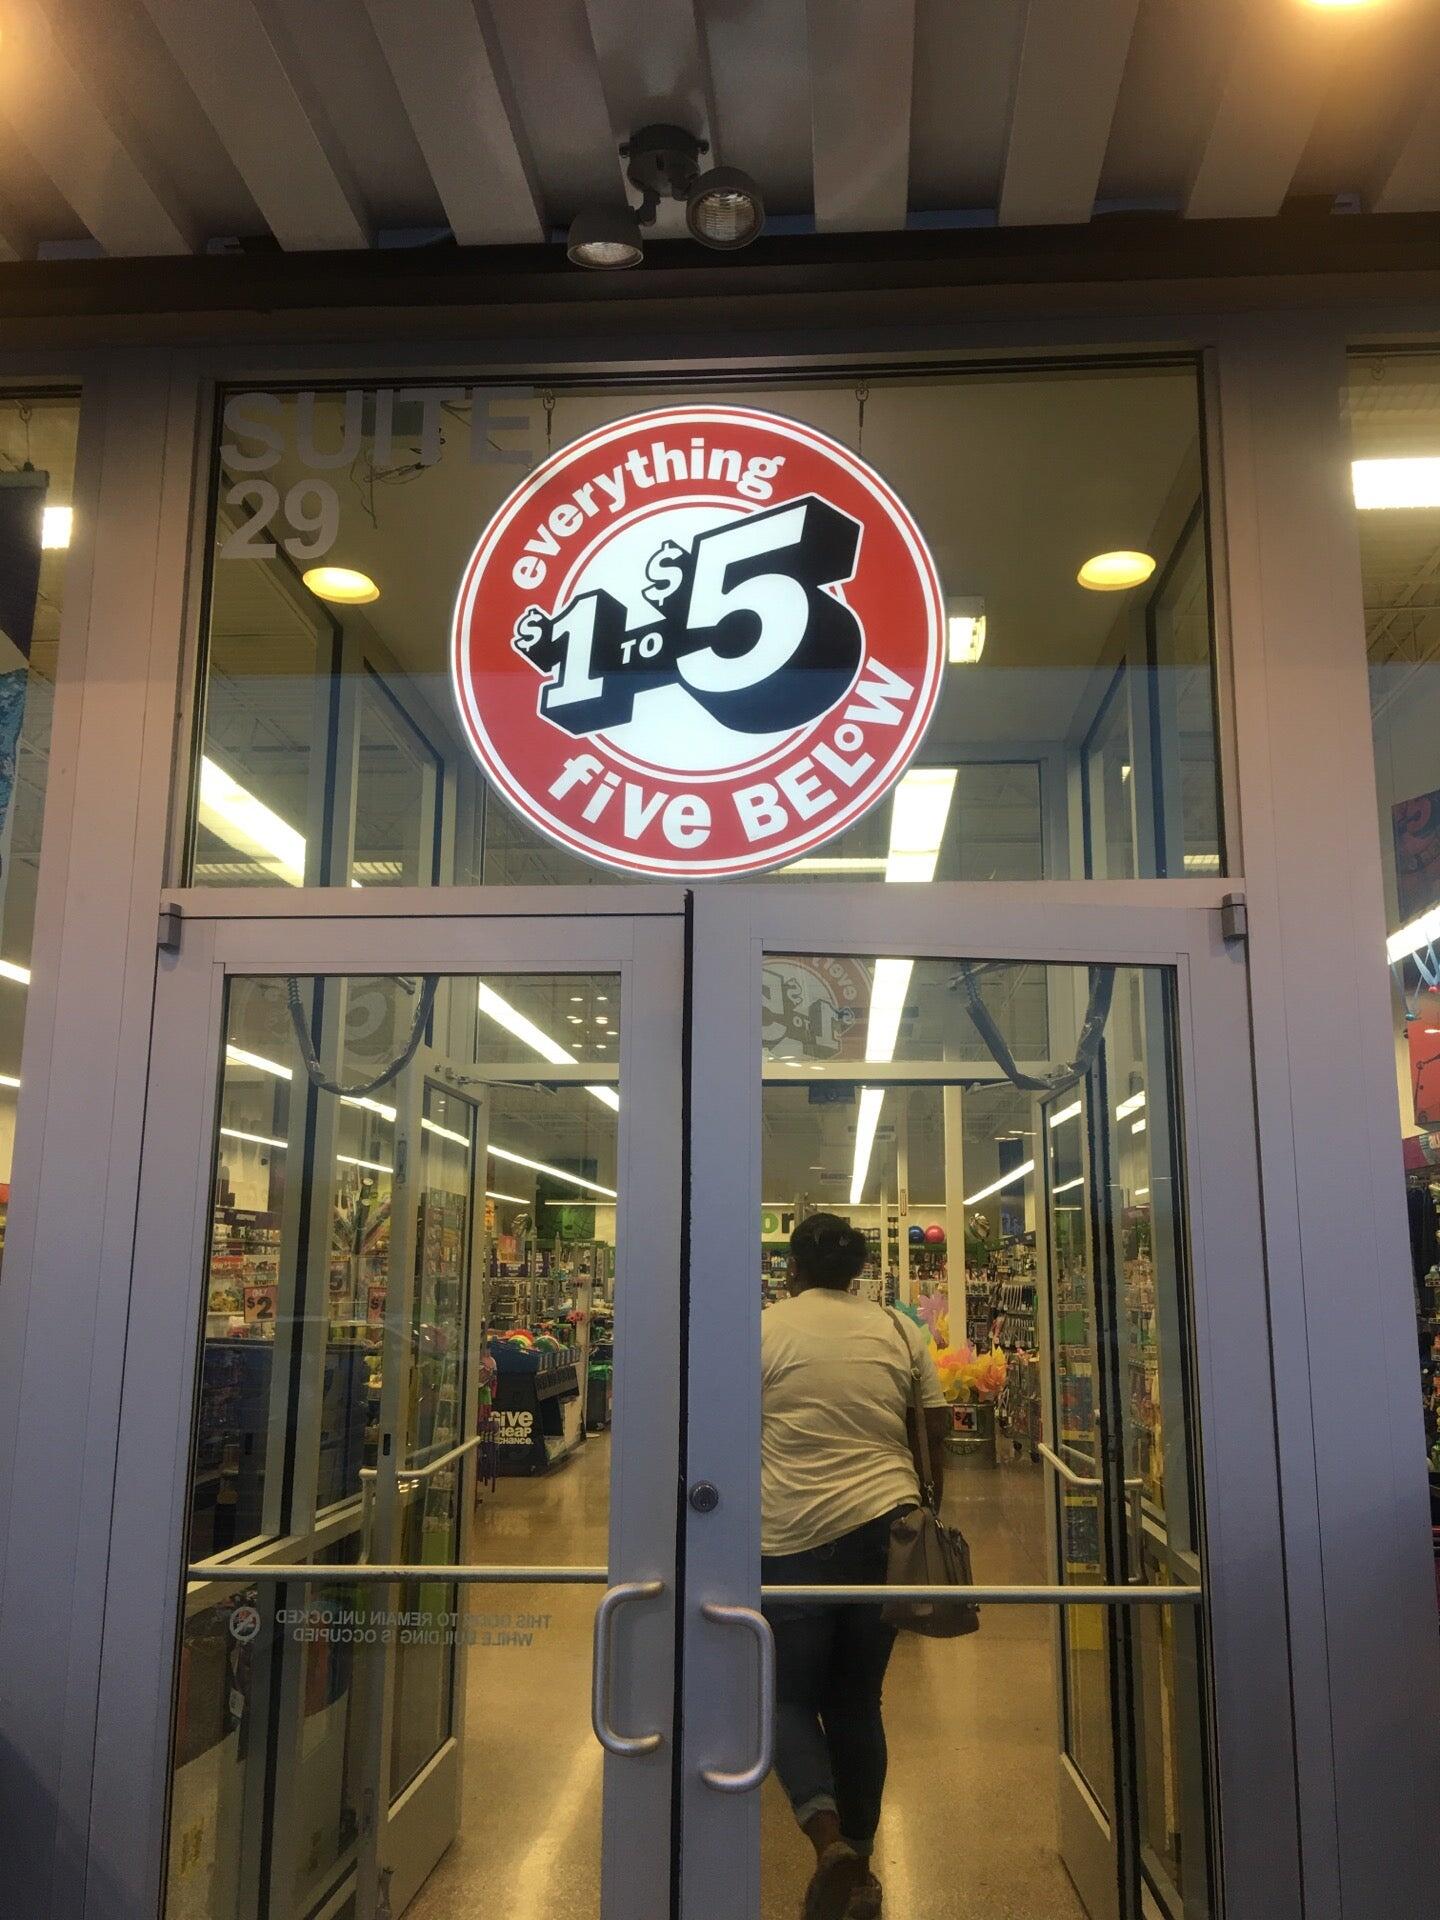 SUITE
29
everything
$1 TO $5
five BELOW
ONLY
$2
$4
THIS DOOR TO REMAIN UNLOCKED
WHILE BUILDING IS OCCUPIED